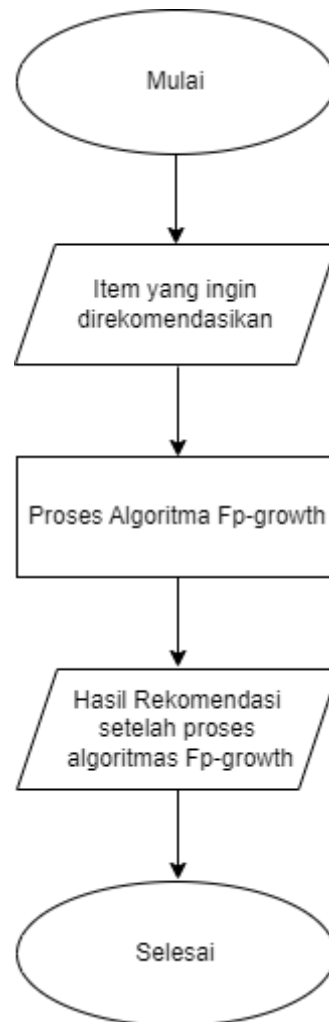 Mulai
Item yang ingin
direkomendasikan
Proses Algoritma Fp-growth
Hasil Rekomendasi
setelah proses
algoritmas Fp-growth
Selesai